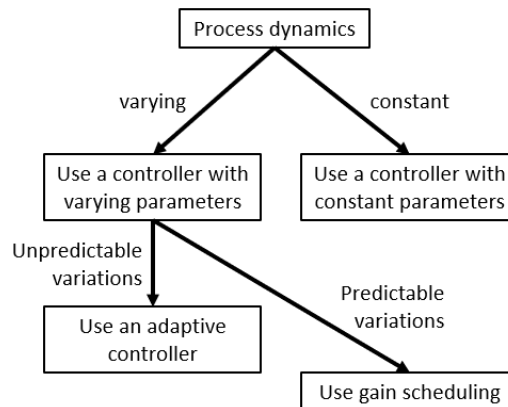 Process dynamics
varying
constant
Use a controller with
varying parameters
Use a controller with
constant parameters
Unpredictable
variations
Predictable
variations
Use an adaptive
controller
Use gain scheduling